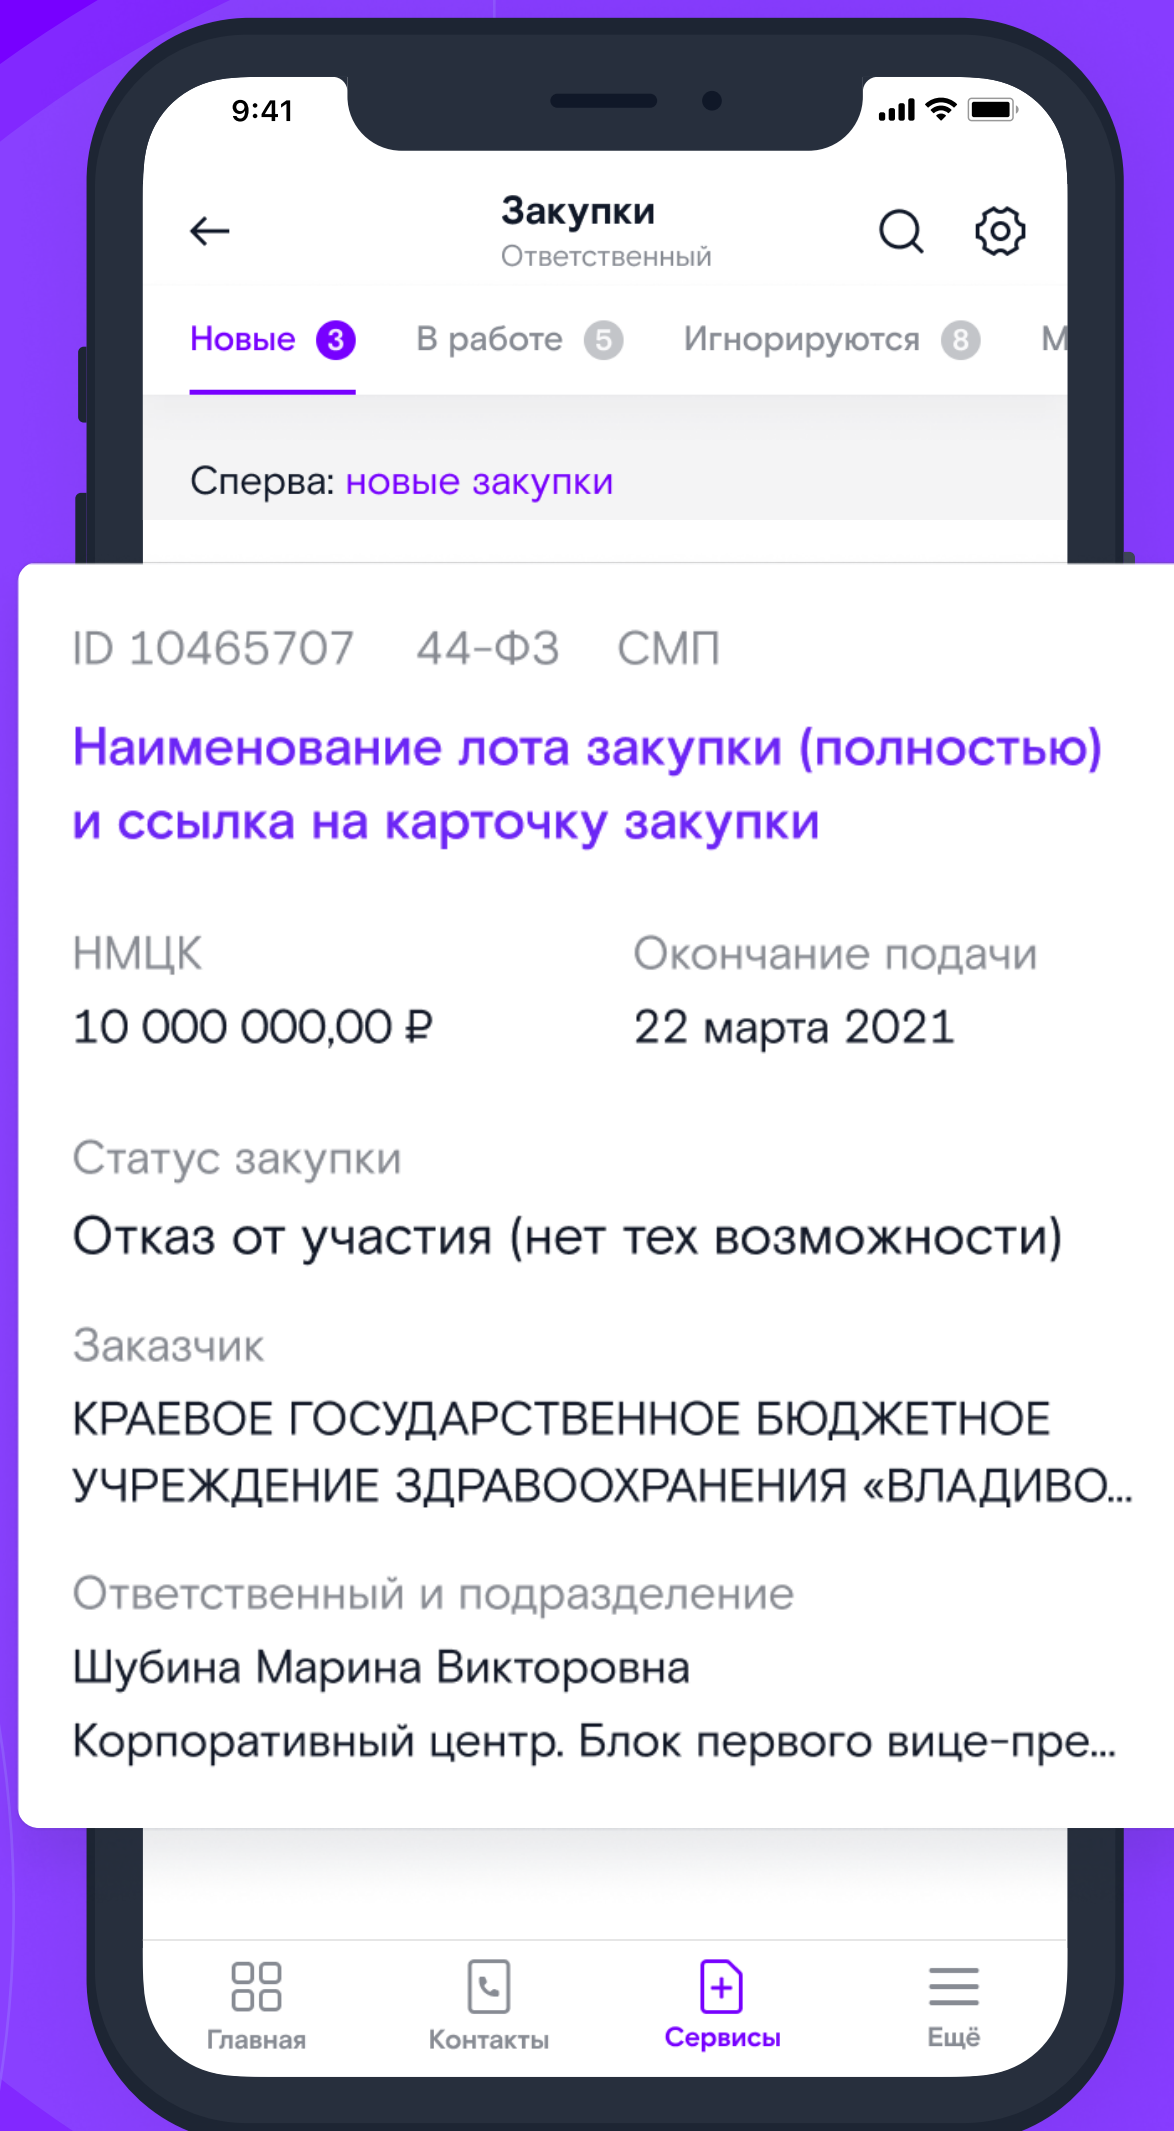 9:41
Закупки
Ответственный
Новые 3 В работе 5 Игнорируются 8 М
Сперва: новые закупки
ID 10465707 44-ФЗ СМП
Наименование лота закупки (полностью)
и ссылка на карточку закупки
НМЦК Окончание подачи
10 000 000,00 ₽ 22 марта 2021
Статус закупки
Отказ от участия (нет тех возможности)
Заказчик
КРАЕВОЕ ГОСУДАРСТВЕННОЕ БЮДЖЕТНОЕ
УЧРЕЖДЕНИЕ ЗДРАВООХРАНЕНИЯ «ВЛАДИВО...
Ответственный и подразделение
Шубина Марина Викторовна
Корпоративный центр. Блок первого вице-пре...
Главная Контакты Сервисы Ещё